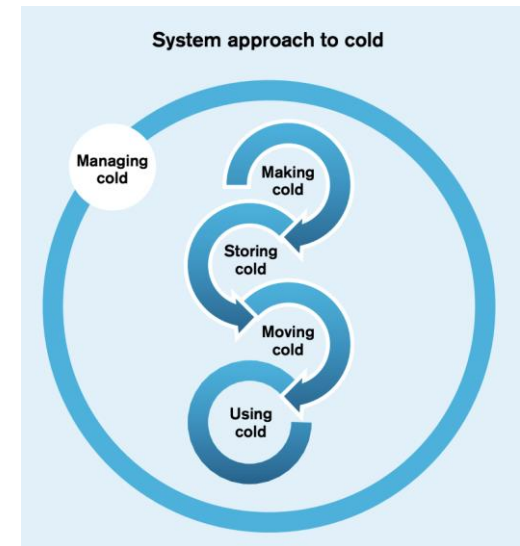 System approach to cold
Managing
cold
Making
cold
Storing
cold
Moving
cold
Using
cold